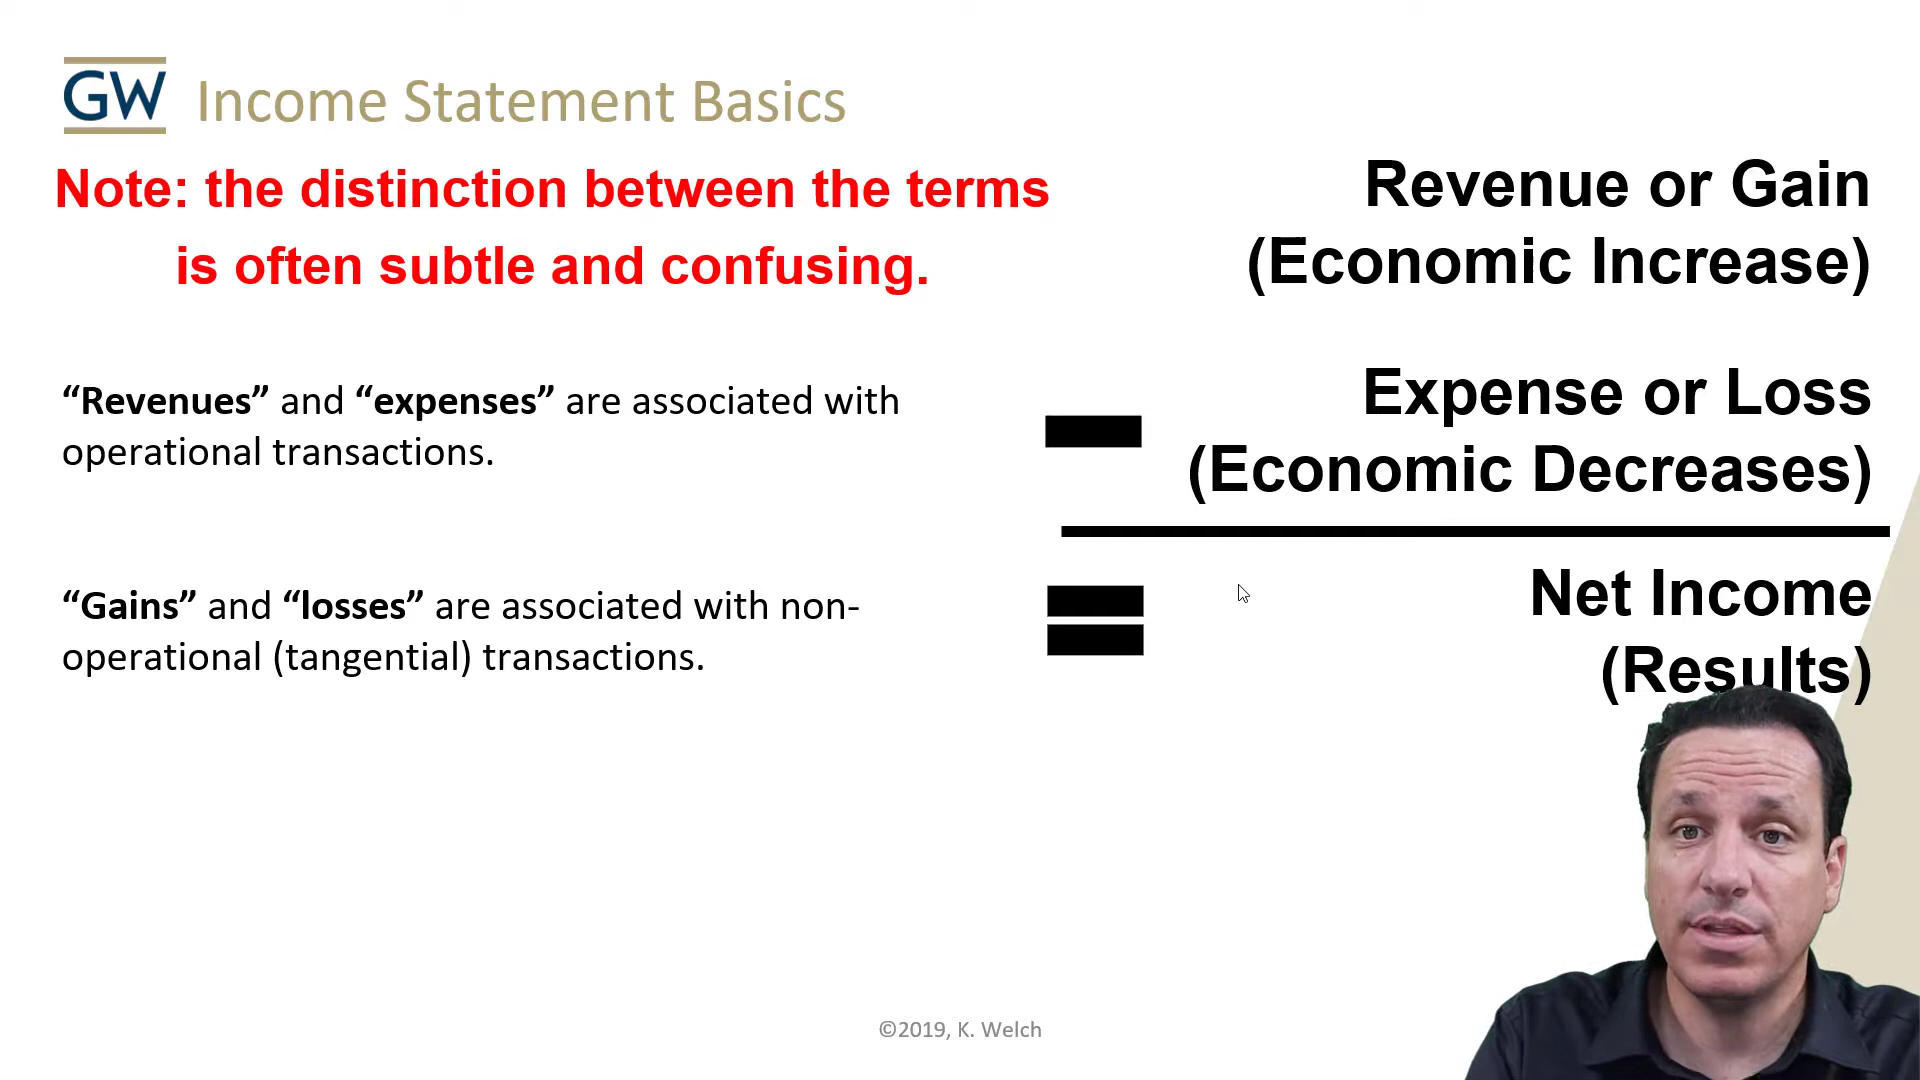 GW
Income Statement Basics
Note: the distinction between the terms
is often subtle and confusing.
“Revenues” and “expenses” are associated with
operational transactions.
“Gains” and “losses” are associated with non-
operational (tangential) transactions.
Revenue or Gain
(Economic Increase)
Expense or Loss
(Economic Decreases)
Net Income
(Results)
©2019, K. Welch